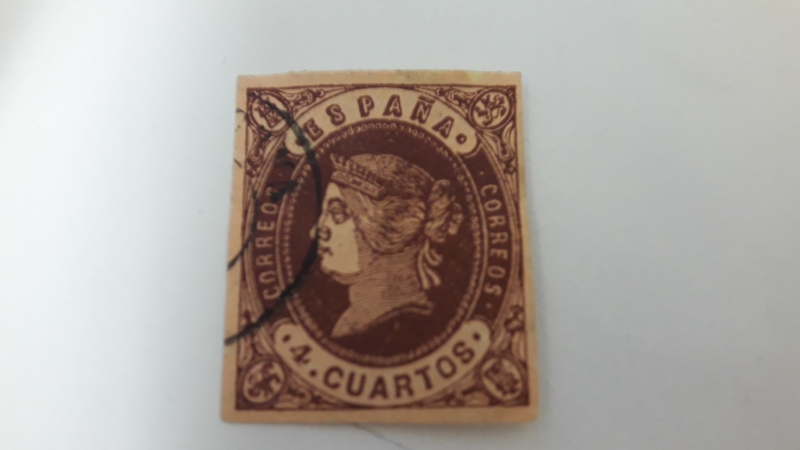 · ESPAÑA ·
CORREOS
· CORREOS ·
· 4. CUARTOS ·